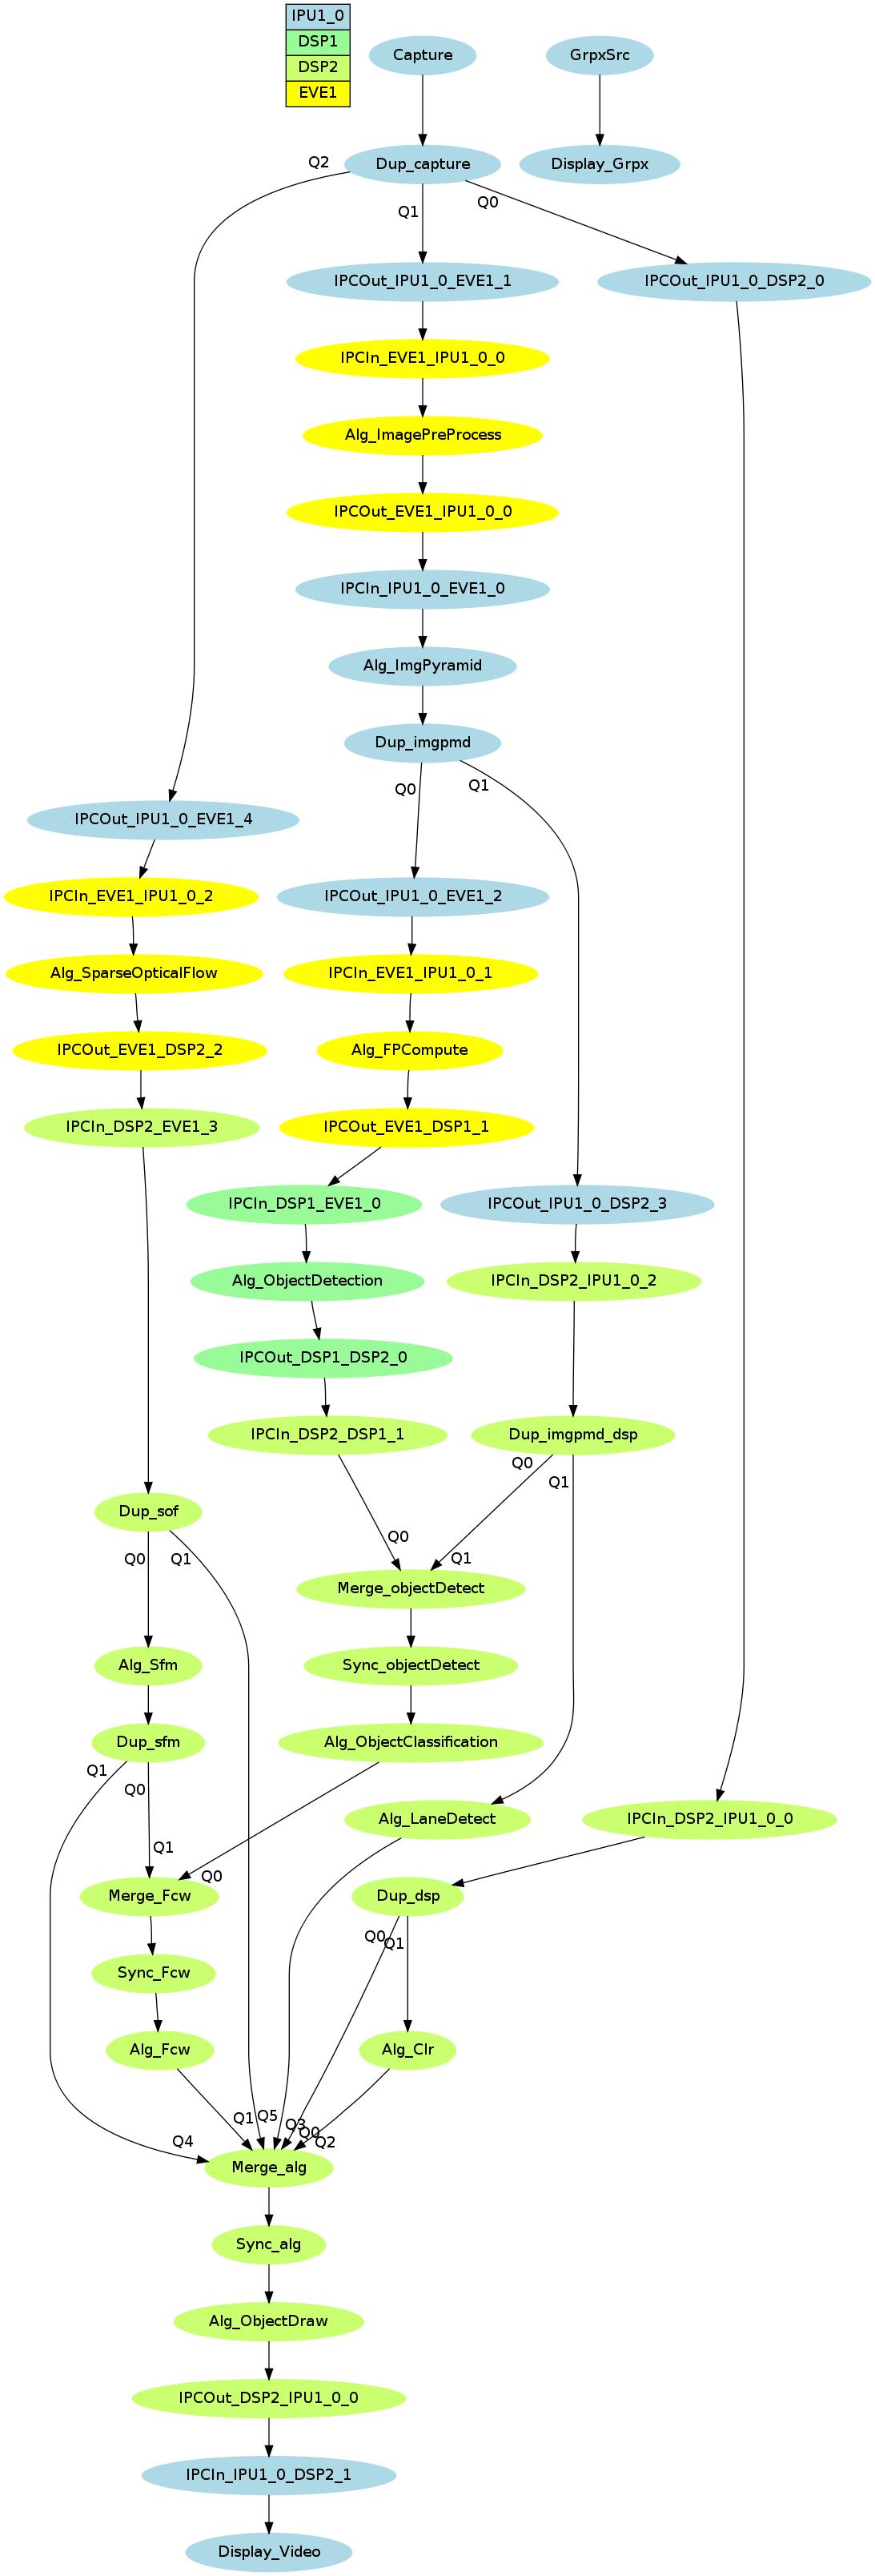 IPU1_0
DSP1
DSP2
EVE1
Capture
GrpxSrc
Q2
Dup_capture
Display_Grpx
Q1
Q0
IPCOut_IPU1_0_EVE1_1
IPCOut_IPU1_0_DSP2_0
IPCIn_EVE1_IPU1_0_0
Alg_ImagePreProcess
IPCOut_EVE1_IPU1_0_0
IPCIn_IPU1_0_EVE1_0
Alg_ImgPyramid
Dup_imgpmd
Q0
Q1
IPCOut_IPU1_0_EVE1_4
IPCIn_EVE1_IPU1_0_2
IPCOut_IPU1_0_EVE1_2
Alg_SparseOpticalFlow
IPCIn_EVE1_IPU1_0_1
IPCOut_EVE1_DSP2_2
Alg_FPCompute
IPCIn_DSP2_EVE1_3
IPCOut_EVE1_DSP1_1
IPCIn_DSP1_EVE1_0
IPCOut_IPU1_0_DSP2_3
Alg_ObjectDetection
IPCIn_DSP2_IPU1_0_2
IPCOut_DSP1_DSP2_0
IPCIn_DSP2_DSP1_1
Dup_imgpmd_dsp
Q0
Q1
Dup_sof
Q0
Q0
Q1
Q1
Merge_objectDetect
Alg_Sfm
Sync_objectDetect
Dup_sfm
Alg_ObjectClassification
Q1
Q0
Alg_LaneDetect
IPCIn_DSP2_IPU1_0_0
Q1
Q0
Merge_Fcw
Dup_dsp
Q0
Q1
Sync_Fcw
Alg_Fcw
Alg_Clr
Q1
Q5
Q3
Q0
Q2
Q4
Merge_alg
Sync_alg
Alg_ObjectDraw
IPCOut_DSP2_IPU1_0_0
IPCIn_IPU1_0_DSP2_1
Display_Video